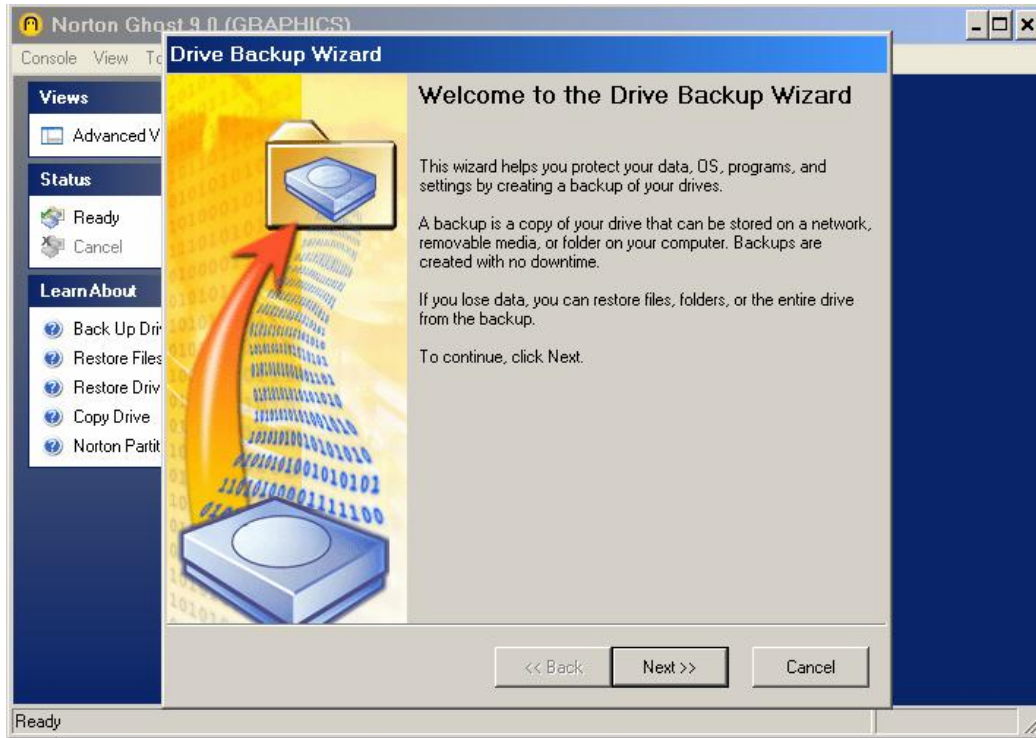 Norton Ghost 9.0 (GRAPHICS)
Console View To
Drive Backup Wizard
Views
Advanced V
Status
Ready
Cancel
Learn About
Back Up Driv
Restore Files
Restore Driv
Copy Drive
Norton Partit
Welcome to the Drive Backup Wizard
This wizard helps you protect your data, OS, programs, and
settings by creating a backup of your drives.
A backup is a copy of your drive that can be stored on a network,
removable media, or folder on your computer. Backups are
created with no downtime.
If you lose data, you can restore files, folders, or the entire drive
from the backup.
To continue, click Next.
<< Back Next >> Cancel
Ready